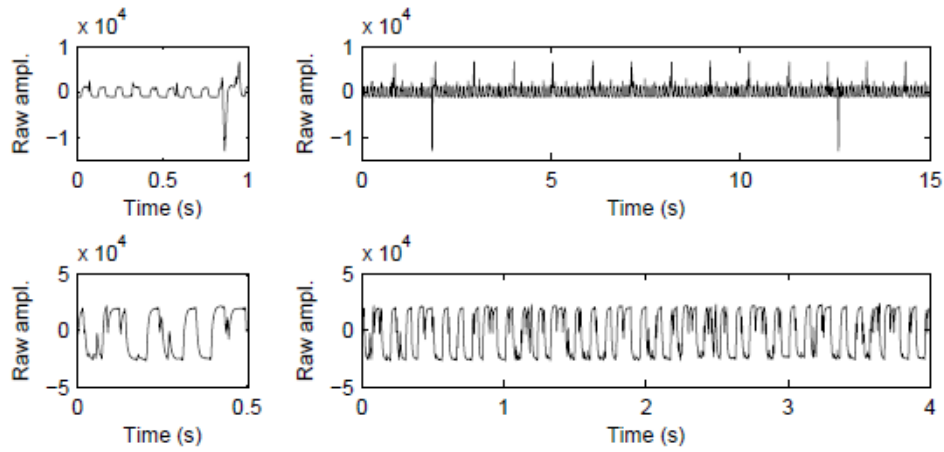 x 10^4 x 10^4
Raw ampl. 1 0 −1 Raw ampl. 1 0 −1
0 0.5 1 0 5 10 15
Time (s) Time (s)
x 10^4 x 10^4
Raw ampl. 5 0 −5 Raw ampl. 5 0 −5
0 0.5 0 1 2 3 4
Time (s) Time (s)